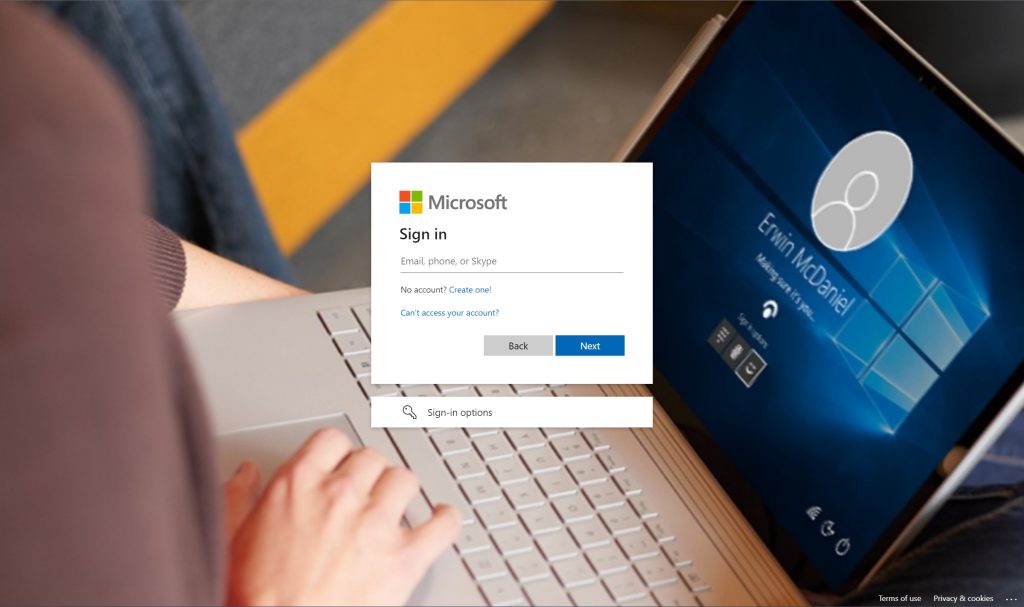 Microsoft
Sign in
Email, phone, or Skype
No account? Create one!
Can't access your account?
Back
Next
Sign-in options
Erwin McDaniel
Making sure it's you...
Sign-in options
Terms of use
Privacy & cookies
...